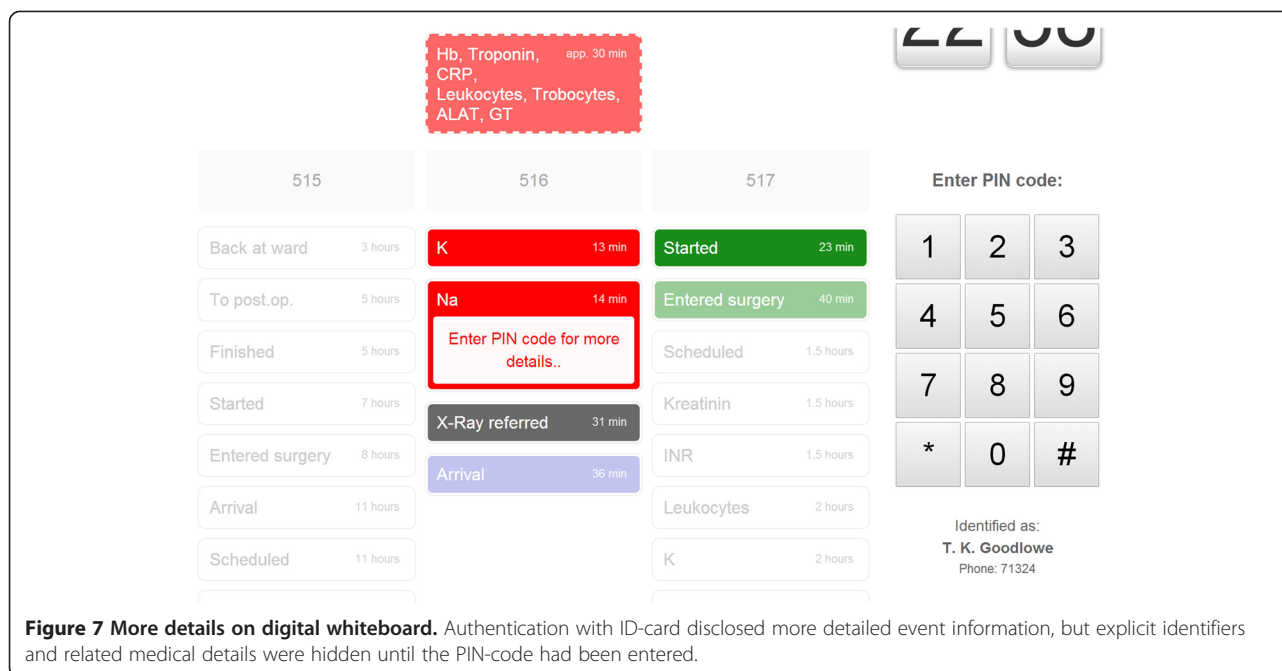 Hb, Troponin, app. 30 min
CRP,
Leukocytes, Trobocytes,
ALAT, GT
515
516
517
Enter PIN code:
Back at ward 3 hours
To post.op. 5 hours
Finished 5 hours
Started 7 hours
Entered surgery 8 hours
Arrival 11 hours
Scheduled 11 hours
K 13 min
Na 14 min
Enter PIN code for more
details..
X-Ray referred 31 min
Arrival 36 min
Started 23 min
Entered surgery 40 min
Scheduled 1.5 hours
Kreatinin 1.5 hours
INR 1.5 hours
Leukocytes 2 hours
K 2 hours
1 2 3
4 5 6
7 8 9
* 0 #
Identified as:
T. K. Goodlowe
Phone: 71324
Figure 7 More details on digital whiteboard. Authentication with ID-card disclosed more detailed event information, but explicit identifiers
and related medical details were hidden until the PIN-code had been entered.